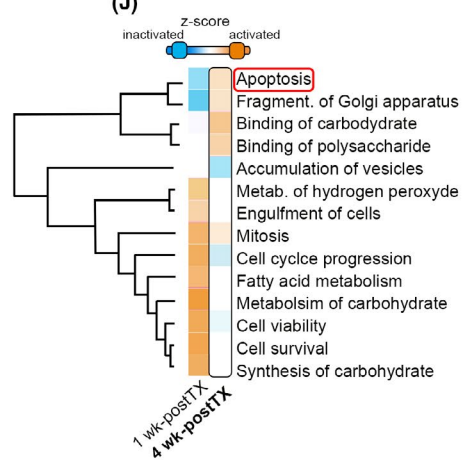 (J)
z-score
inactivated activated
Apoptosis
Fragment. of Golgi apparatus
Binding of carbodydrate
Binding of polysaccharide
Accumulation of vesicles
Metab. of hydrogen peroxyde
Engulfment of cells
Mitosis
Cell cyclce progression
Fatty acid metabolism
Metabolsim of carbohydrate
Cell viability
Cell survival
Synthesis of carbohydrate
1 wk-postTX
4 wk-postTX